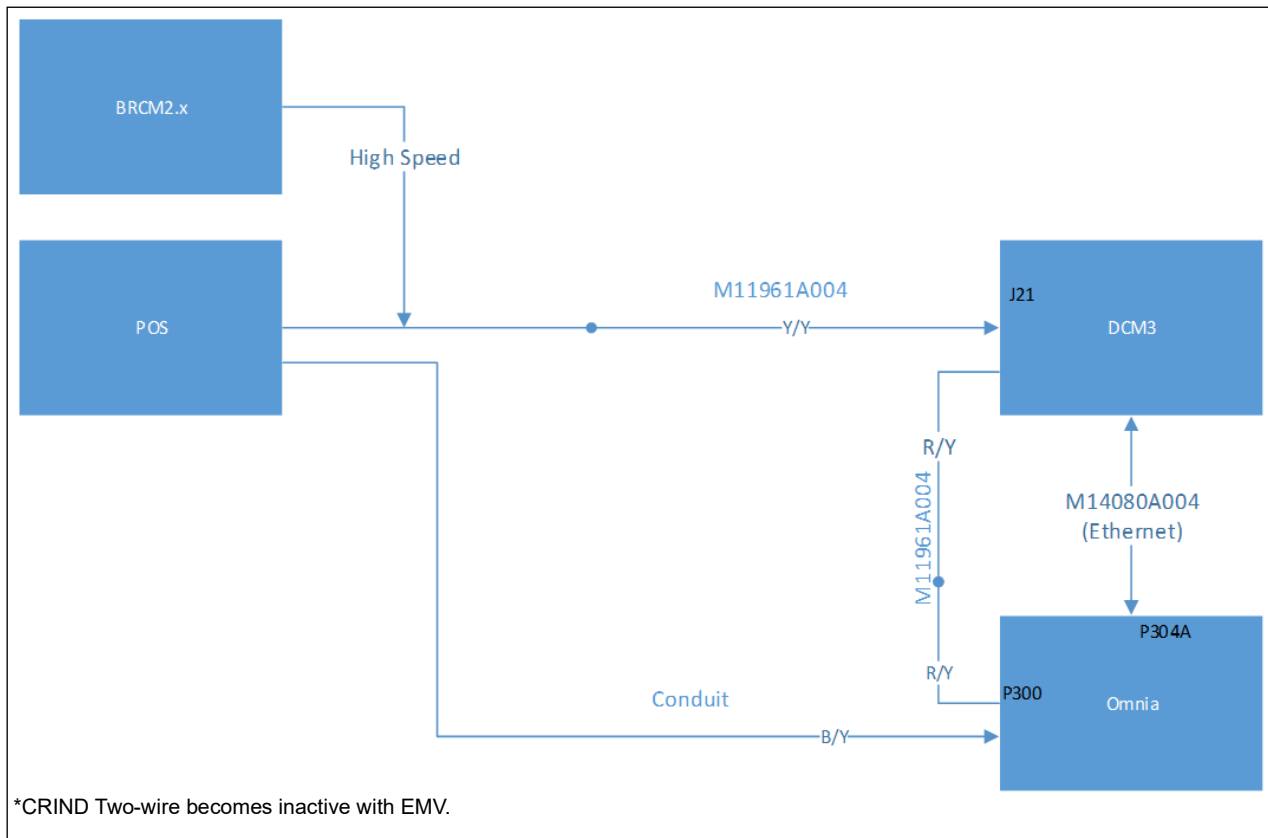 BRCM2.x
High Speed
POS
M11961A004
Y/Y
J21
DCM3
R/Y
M11961A004
M14080A004
(Ethernet)
P304A
R/Y
P300
Omnia
Conduit
B/Y
*CRIND Two-wire becomes inactive with EMV.